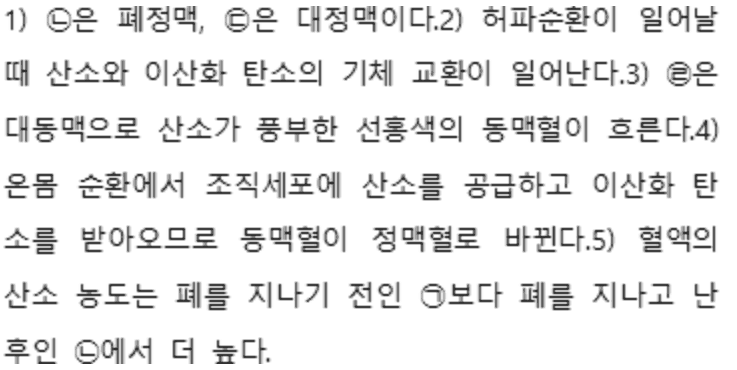 1) ㉡은 폐정맥, ㉢은 대정맥이다.2) 허파순환이 일어날
때 산소와 이산화 탄소의 기체 교환이 일어난다.3) ㉣은
대동맥으로 산소가 풍부한 선홍색의 동맥혈이 흐른다.4)
온몸 순환에서 조직세포에 산소를 공급하고 이산화 탄
소를 받아오므로 동맥혈이 정맥혈로 바뀐다.5) 혈액의
산소 농도는 폐를 지나기 전인 ㉠보다 폐를 지나고 난
후인 ㉡에서 더 높다.